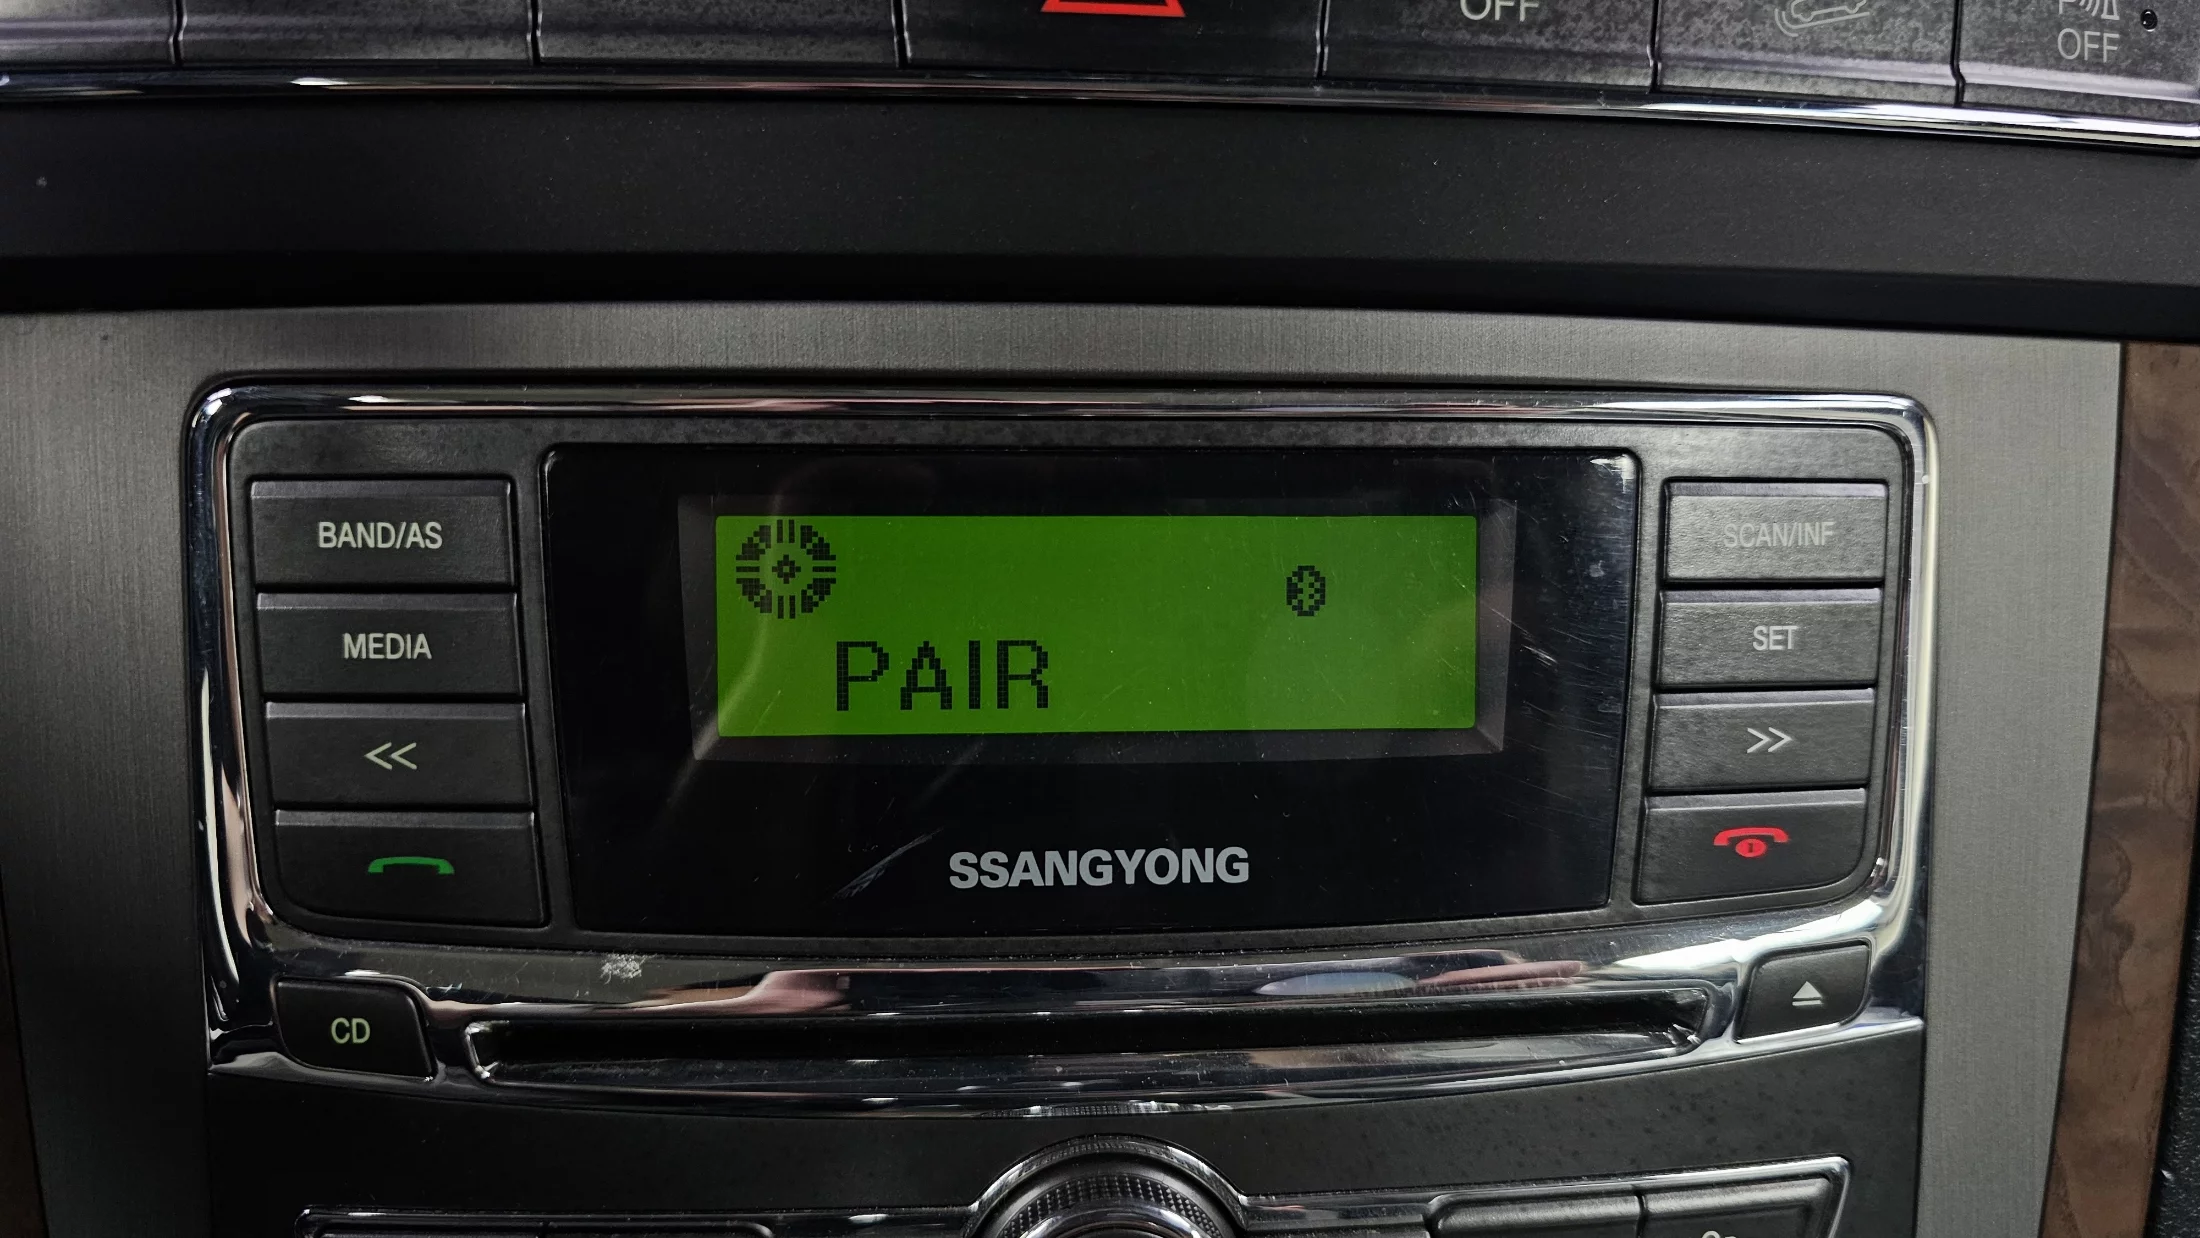 OFF
P
OFF
BAND/AS
MEDIA
<<
CD
PAIR
SSANGYONG
SCAN/INF
SET
>>